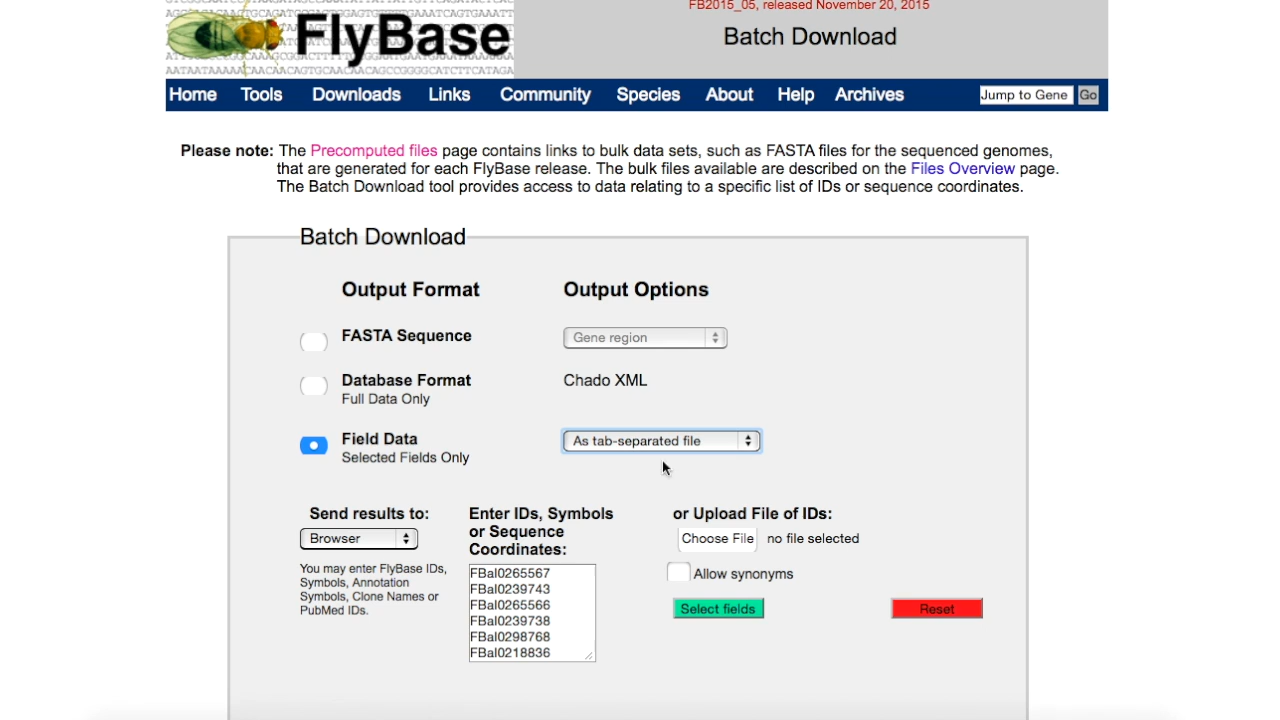 FB2015_05, released November 20, 2015
FlyBase
Batch Download
Home Tools Downloads Links Community Species About Help Archives Jump to Gene Go
Please note: The Precomputed files page contains links to bulk data sets, such as FASTA files for the sequenced genomes,
that are generated for each FlyBase release. The bulk files available are described on the Files Overview page.
The Batch Download tool provides access to data relating to a specific list of IDs or sequence coordinates.
Batch Download
Output Format Output Options
FASTA Sequence Gene region
Database Format Chado XML
Full Data Only
Field Data As tab-separated file
Selected Fields Only
Send results to:
Browser
You may enter FlyBase IDs,
Symbols, Annotation
Symbols, Clone Names or
PubMed IDs.
Enter IDs, Symbols
or Sequence
Coordinates:
FBal0265567
FBal0239743
FBal0265566
FBal0239738
FBal0298768
FBal0218836
or Upload File of IDs:
Choose File no file selected
Allow synonyms
Select fields Reset